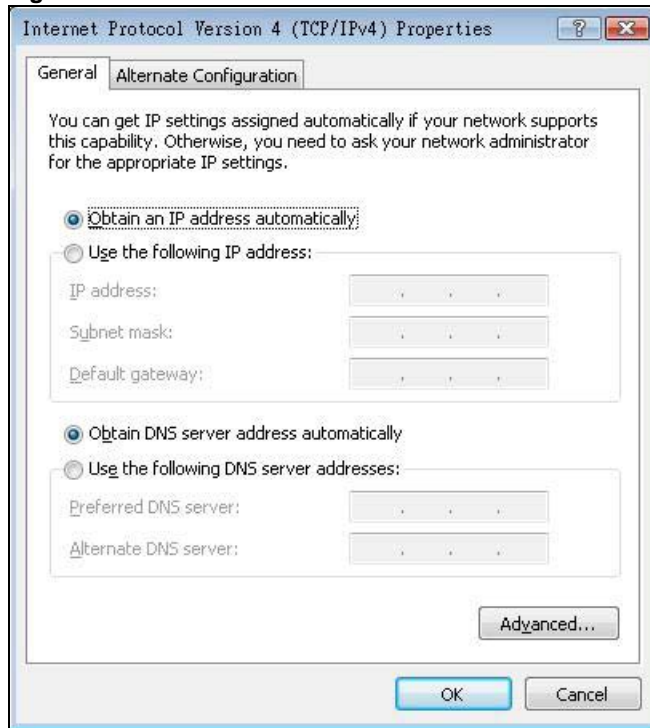 Internet Protocol Version 4 (TCP/IPv4) Properties
General
Alternate Configuration
You can get IP settings assigned automatically if your network supports
this capability. Otherwise, you need to ask your network administrator
for the appropriate IP settings.
Obtain an IP address automatically
Use the following IP address:
IP address:
Subnet mask:
Default gateway:
Obtain DNS server address automatically
Use the following DNS server addresses:
Preferred DNS server:
Alternate DNS server:
Advanced...
OK
Cancel